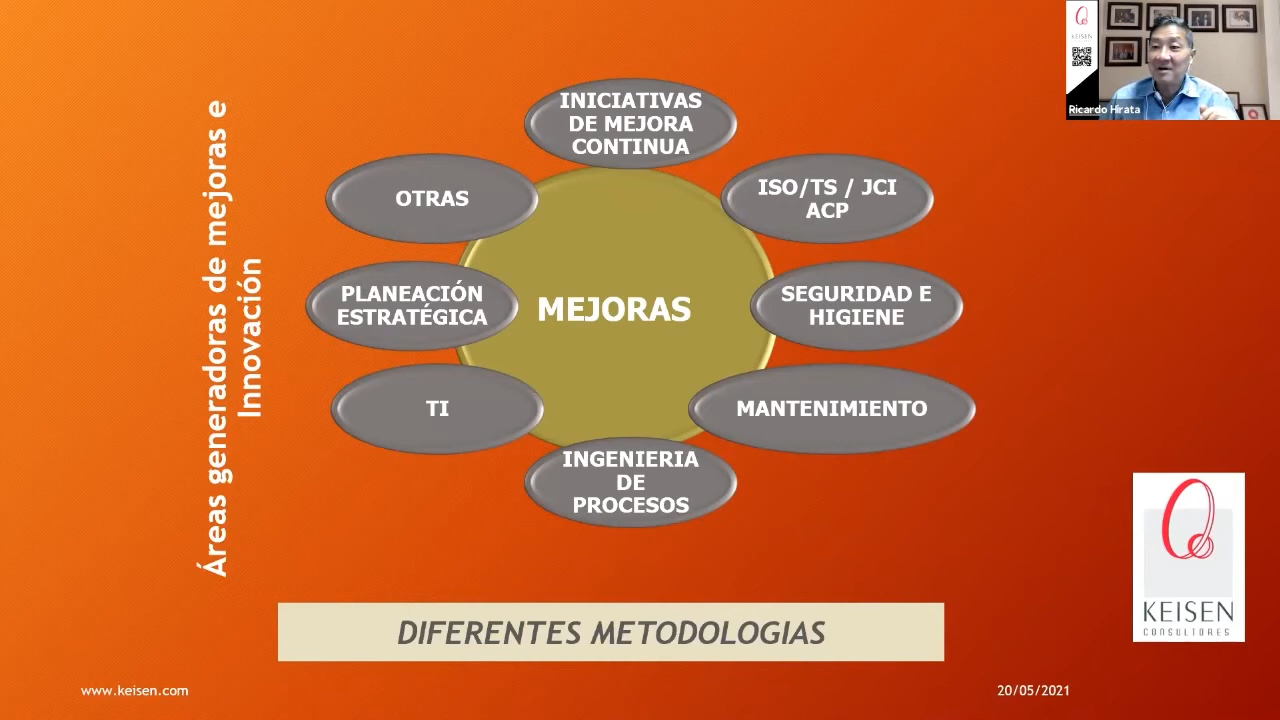 KEISEN
Ricardo Hirata
Áreas generadoras de mejoras e
Innovación
INICIATIVAS
DE MEJORA
CONTINUA
OTRAS
ISO/TS / JCI
ACP
PLANEACIÓN
ESTRATÉGICA
MEJORAS
SEGURIDAD E
HIGIENE
TI
MANTENIMIENTO
INGENIERIA
DE
PROCESOS
DIFERENTES METODOLOGIAS
KEISEN
CONSULTORES
www.keisen.com
20/05/2021